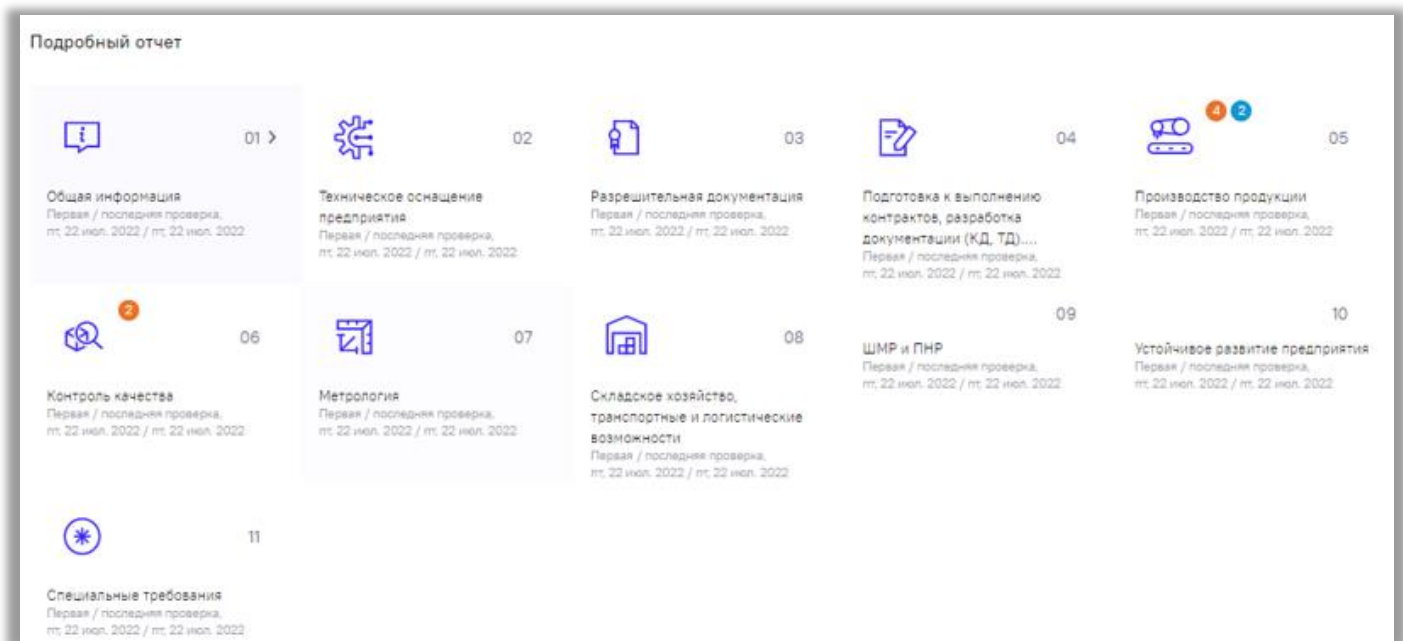 Подробный отчет
01 >
Общая информация
Первая / последняя проверка,
пт, 22 июл. 2022 / пт, 22 июл. 2022
02
Техническое оснащение
предприятия
Первая / последняя проверка,
пт, 22 июл. 2022 / пт, 22 июл. 2022
03
Разрешительная документация
Первая / последняя проверка,
пт, 22 июл. 2022 / пт, 22 июл. 2022
04
Подготовка к выполнению
контрактов, разработка
документации (КД, ТД)....
Первая / последняя проверка,
пт, 22 июл. 2022 / пт, 22 июл. 2022
4 2
05
Производство продукции
Первая / последняя проверка,
пт, 22 июл. 2022 / пт, 22 июл. 2022
2
06
Контроль качества
Первая / последняя проверка,
пт, 22 июл. 2022 / пт, 22 июл. 2022
07
Метрология
Первая / последняя проверка,
пт, 22 июл. 2022 / пт, 22 июл. 2022
08
Складское хозяйство,
транспортные и логистические
возможности
Первая / последняя проверка,
пт, 22 июл. 2022 / пт, 22 июл. 2022
09
ШМР и ПНР
Первая / последняя проверка,
пт, 22 июл. 2022 / пт, 22 июл. 2022
10
Устойчивое развитие предприятия
Первая / последняя проверка,
пт, 22 июл. 2022 / пт, 22 июл. 2022
11
Специальные требования
Первая / последняя проверка,
пт, 22 июл. 2022 / пт, 22 июл. 2022